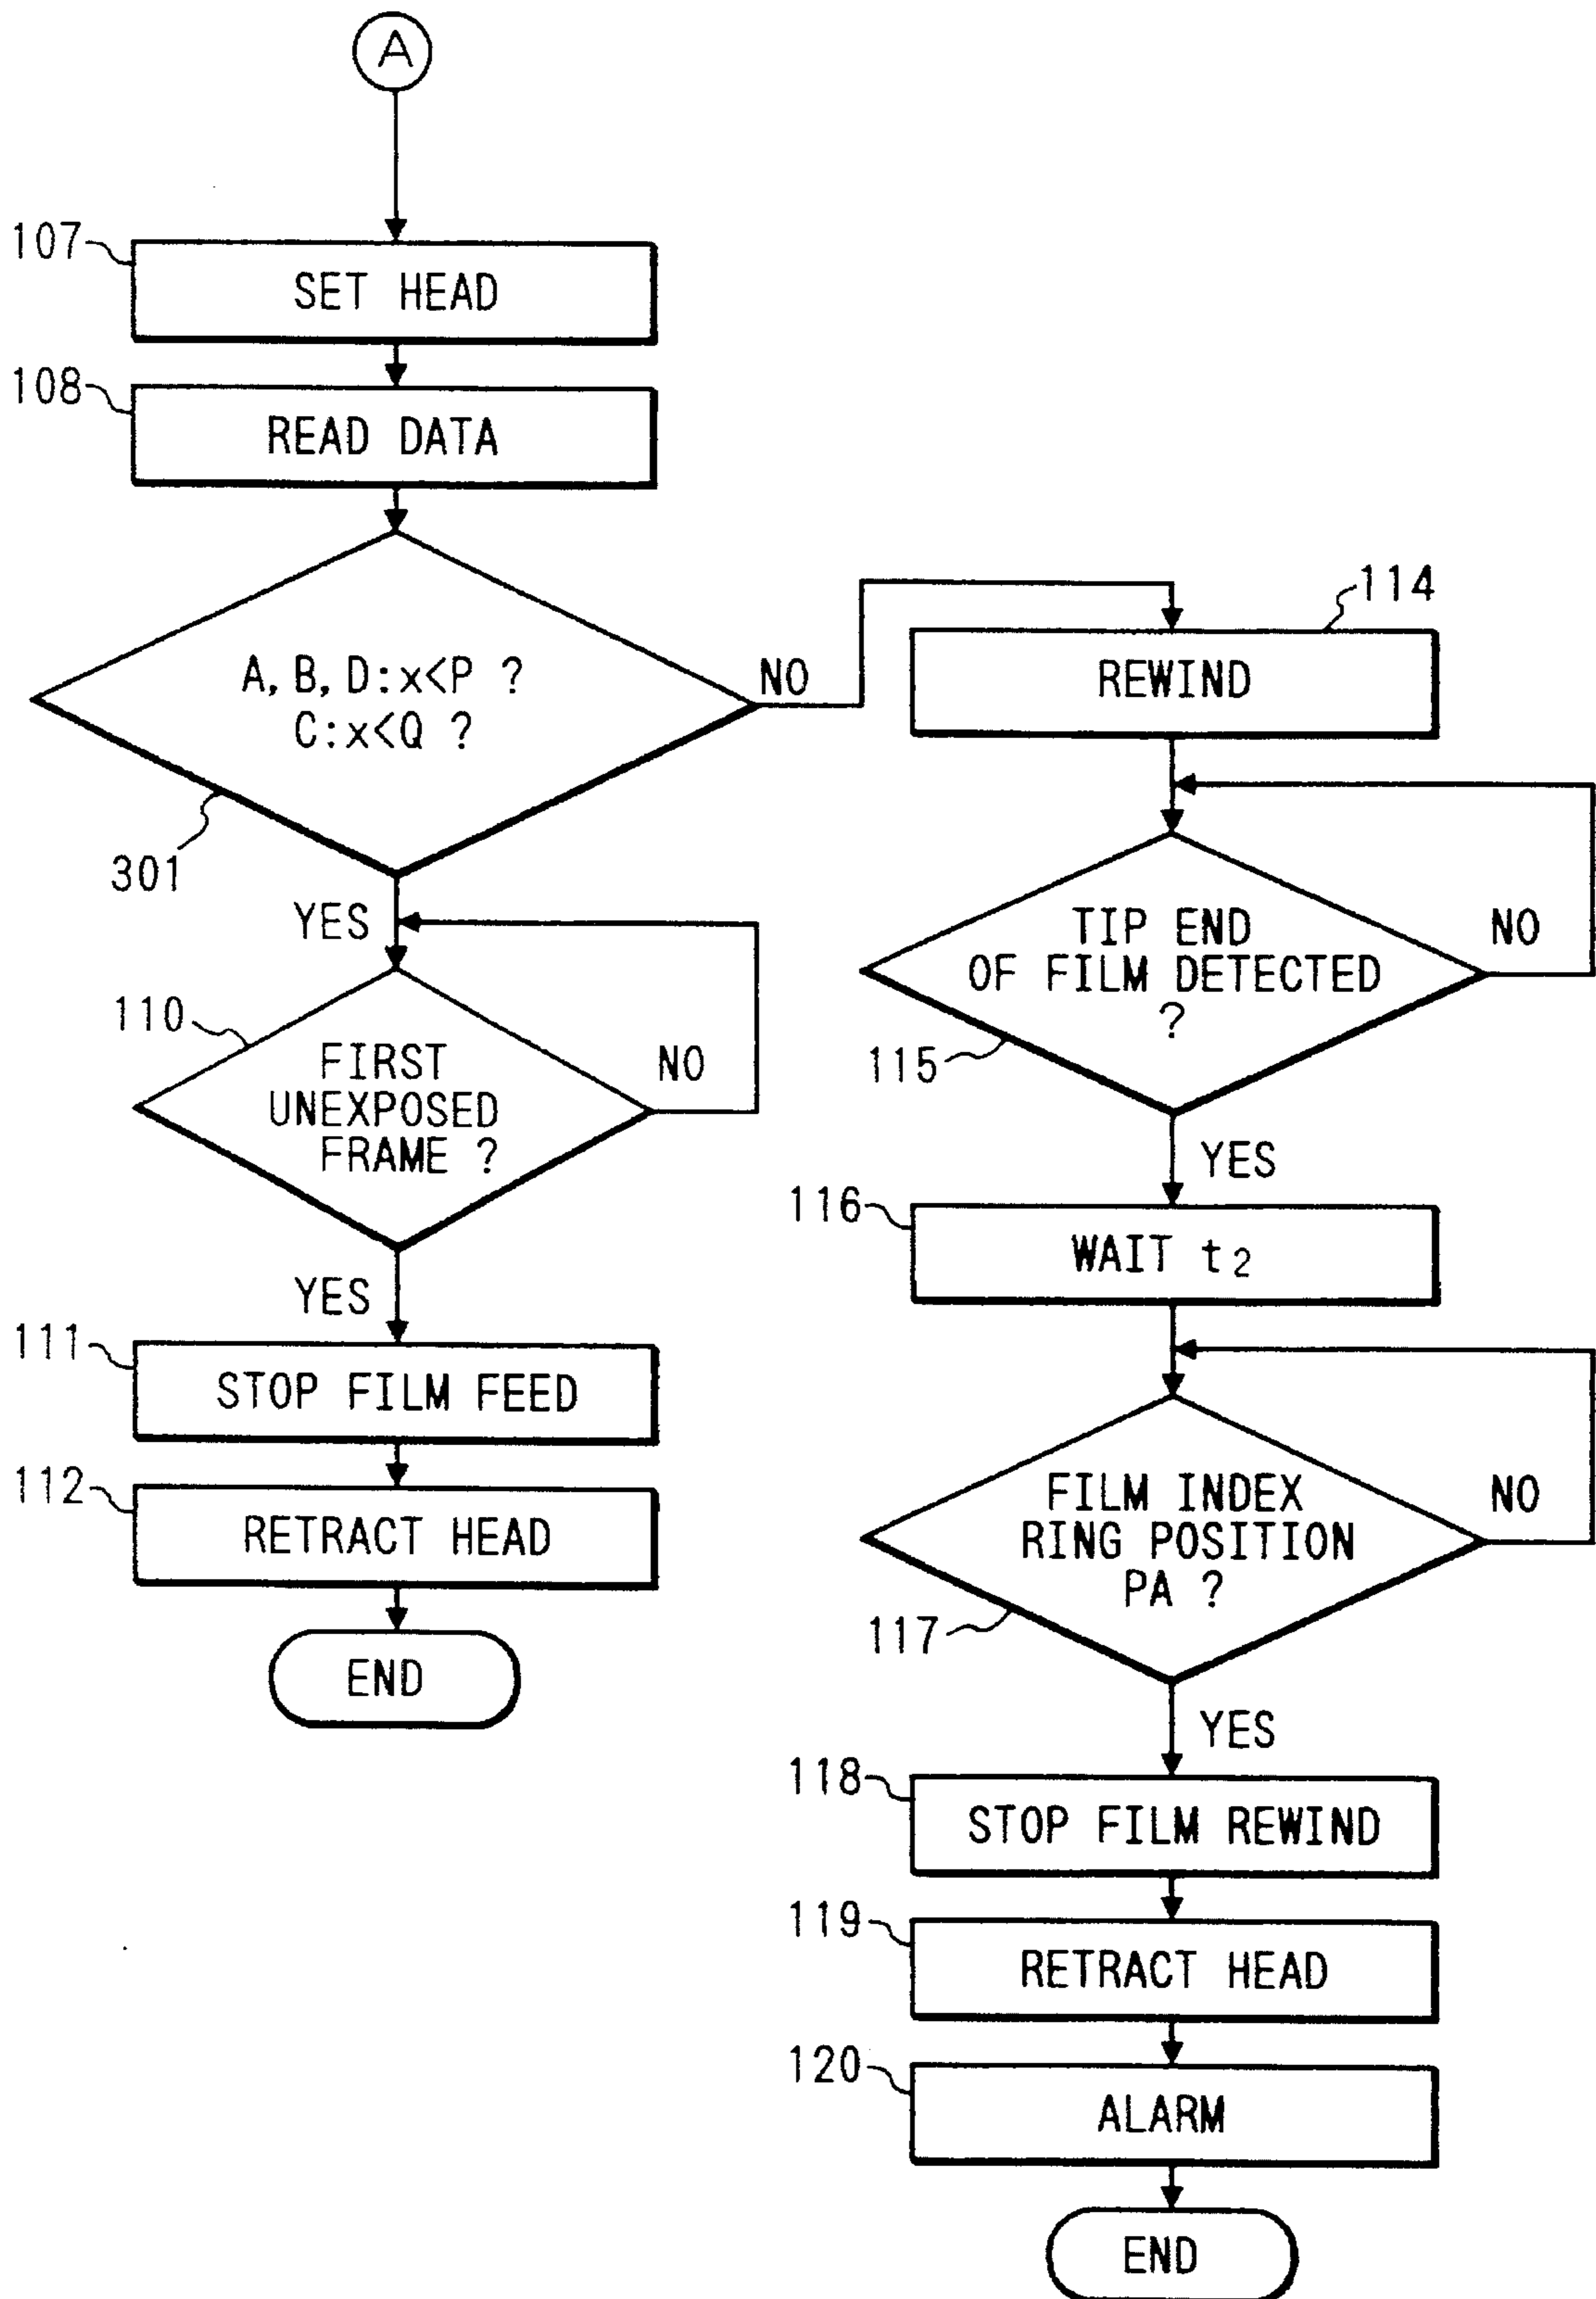 A
107
SET HEAD
108
READ DATA
A, B, D:x<P ?
C:x<Q ?
NO
301
YES
110
FIRST
UNEXPOSED
FRAME ?
NO
YES
111
STOP FILM FEED
112
RETRACT HEAD
END
114
REWIND
TIP END
OF FILM DETECTED
?
NO
115
YES
116
WAIT t2
FILM INDEX
RING POSITION
PA ?
NO
117
YES
118
STOP FILM REWIND
119
RETRACT HEAD
120
ALARM
END